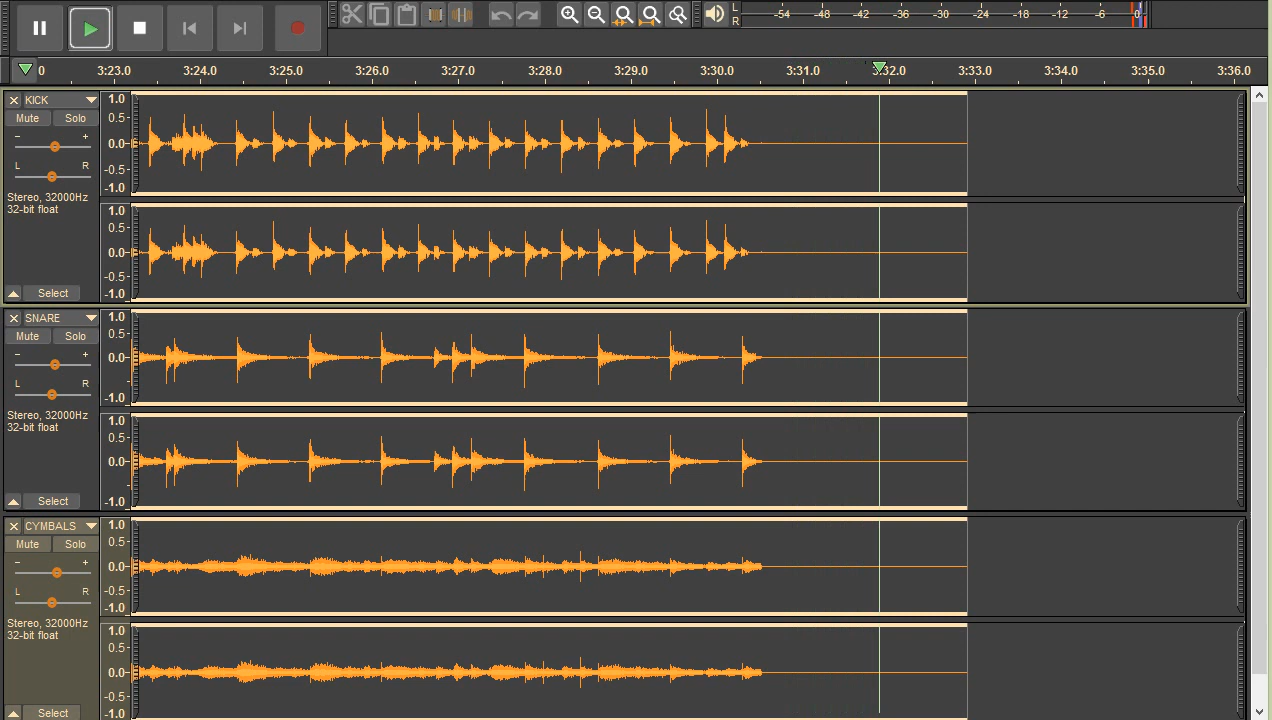 L
R
-54 -48 -42 -36 -30 -24 -18 -12 -6 0
0 3:23.0 3:24.0 3:25.0 3:26.0 3:27.0 3:28.0 3:29.0 3:30.0 3:31.0 3:32.0 3:33.0 3:34.0 3:35.0 3:36.0
KICK
Mute Solo
- +
L R
Stereo, 32000Hz
32-bit float
Select
1.0
0.5-
0.0-
-0.5-
-1.0
1.0
0.5-
0.0-
-0.5-
-1.0
SNARE
Mute Solo
- +
L R
Stereo, 32000Hz
32-bit float
Select
1.0
0.5-
0.0-
-1.0
1.0
0.5-
0.0-
-1.0
CYMBALS
Mute Solo
- +
L R
Stereo, 32000Hz
32-bit float
Select
1.0
0.5-
0.0-
-0.5-
-1.0
1.0
0.5-
0.0-
-0.5-
-1.0